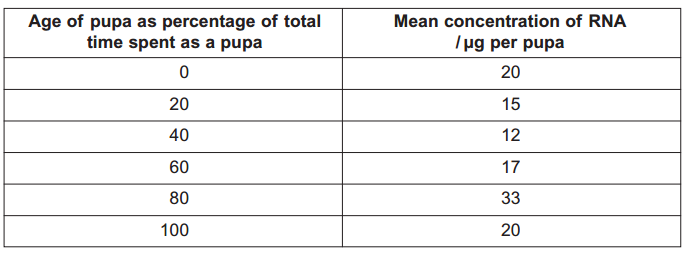 Age of pupa as percentage of total
time spent as a pupa
Mean concentration of RNA
/ µg per pupa
0 20
20 15
40 12
60 17
80 33
100 20